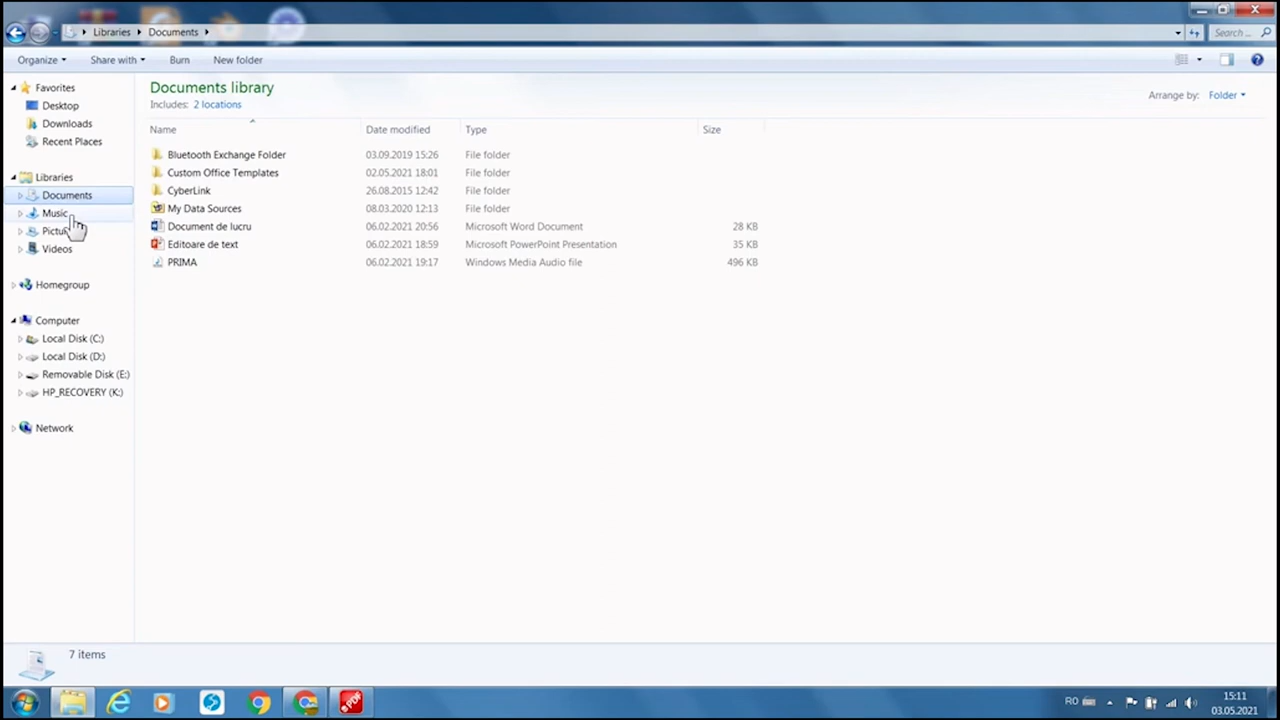 Libraries
Documents
Search ...
Organize
Share with
Burn
New folder
Favorites
Desktop
Downloads
Recent Places
Libraries
Documents
Music
Videos
Homegroup
Computer
Local Disk (C:)
Local Disk (D:)
Removable Disk (E:)
HP_RECOVERY (K:)
Network
Documents library
Includes: 2 locations
Arrange by: Folder
Name Date modified Type Size
Bluetooth Exchange Folder 03.09.2019 15:26 File folder
Custom Office Templates 02.05.2021 18:01 File folder
CyberLink 26.08.2015 12:42 File folder
My Data Sources 08.03.2020 12:13 File folder
Document de lucru 06.02.2021 20:56 Microsoft Word Document 28 KB
Editoare de text 06.02.2021 18:59 Microsoft PowerPoint Presentation 35 KB
PRIMA 06.02.2021 19:17 Windows Media Audio file 496 KB
7 items
RO
15:11
03.05.2021